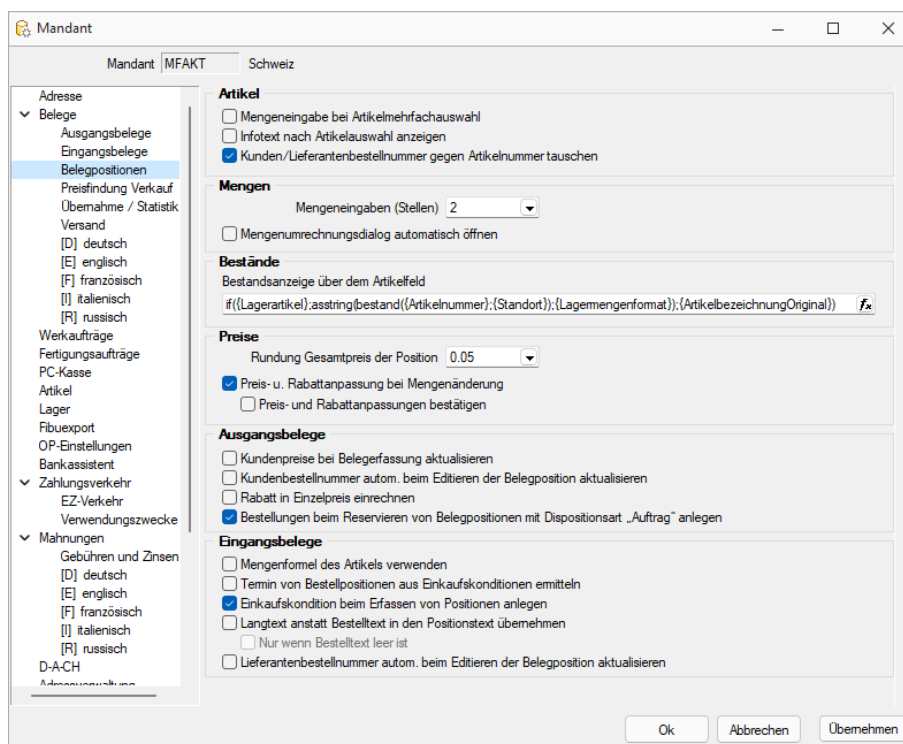 Mandant
Mandant MFAKT Schweiz
Adresse
Belege
Ausgangsbelege
Eingangsbelege
Belegpositionen
Preisfindung Verkauf
Übernahme / Statistik
Versand
[D] deutsch
[E] englisch
[F] französisch
[I] italienisch
[R] russisch
Werkaufträge
Fertigungsaufträge
PC-Kasse
Artikel
Lager
Fibuexport
OP-Einstellungen
Bankassistent
Zahlungsverkehr
EZ-Verkehr
Verwendungszwecke
Mahnungen
Gebühren und Zinsen
[D] deutsch
[E] englisch
[F] französisch
[I] italienisch
[R] russisch
D-A-CH
Adressverwaltung
Artikel
Mengeneingabe bei Artikelmehrfachauswahl
Infotext nach Artikelauswahl anzeigen
Kunden/Lieferantenbestellnummer gegen Artikelnummer tauschen
Mengen
Mengeneingaben (Stellen) 2
Mengenumrechnungsdialog automatisch öffnen
Bestände
Bestandsanzeige über dem Artikelfeld
if({Lagerartikel};asstring(bestand({Artikelnummer};{Standort});{Lagermengenformat});{ArtikelbezeichnungOriginal}) fx
Preise
Rundung Gesamtpreis der Position 0.05
Preis- u. Rabattanpassung bei Mengenänderung
Preis- und Rabattanpassungen bestätigen
Ausgangsbelege
Kundenpreise bei Belegerfassung aktualisieren
Kundenbestellnummer autom. beim Editieren der Belegposition aktualisieren
Rabatt in Einzelpreis einrechnen
Bestellungen beim Reservieren von Belegpositionen mit Dispositionsart „Auftrag“ anlegen
Eingangsbelege
Mengenformel des Artikels verwenden
Termin von Bestellpositionen aus Einkaufskonditionen ermitteln
Einkaufskondition beim Erfassen von Positionen anlegen
Langtext anstatt Bestelltext in den Positionstext übernehmen
Nur wenn Bestelltext leer ist
Lieferantenbestellnummer autom. beim Editieren der Belegposition aktualisieren
Ok Abbrechen Übernehmen